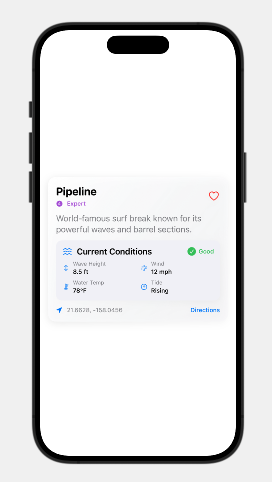 Pipeline
Expert
World-famous surf break known for its
powerful waves and barrel sections.
Current Conditions
Good
Wave Height
8.5 ft
Wind
12 mph
Water Temp
78°F
Tide
Rising
21.6628, -158.0456
Directions